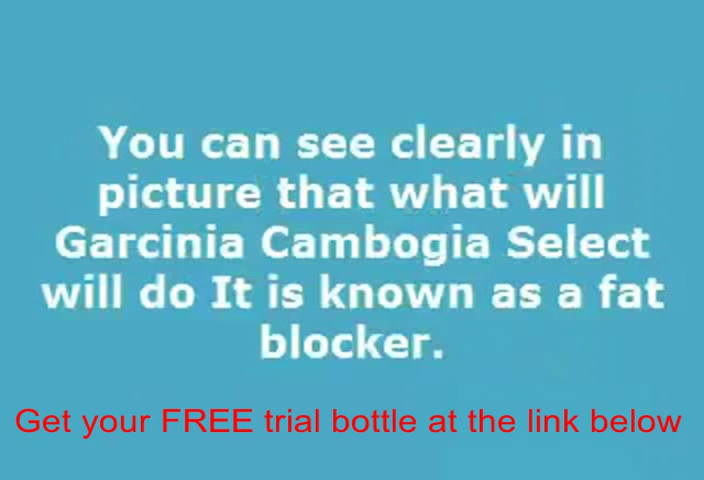 You can see clearly in
picture that what will
Garcinia Cambogia Select
will do It is known as a fat
blocker.
Get your FREE trial bottle at the link below